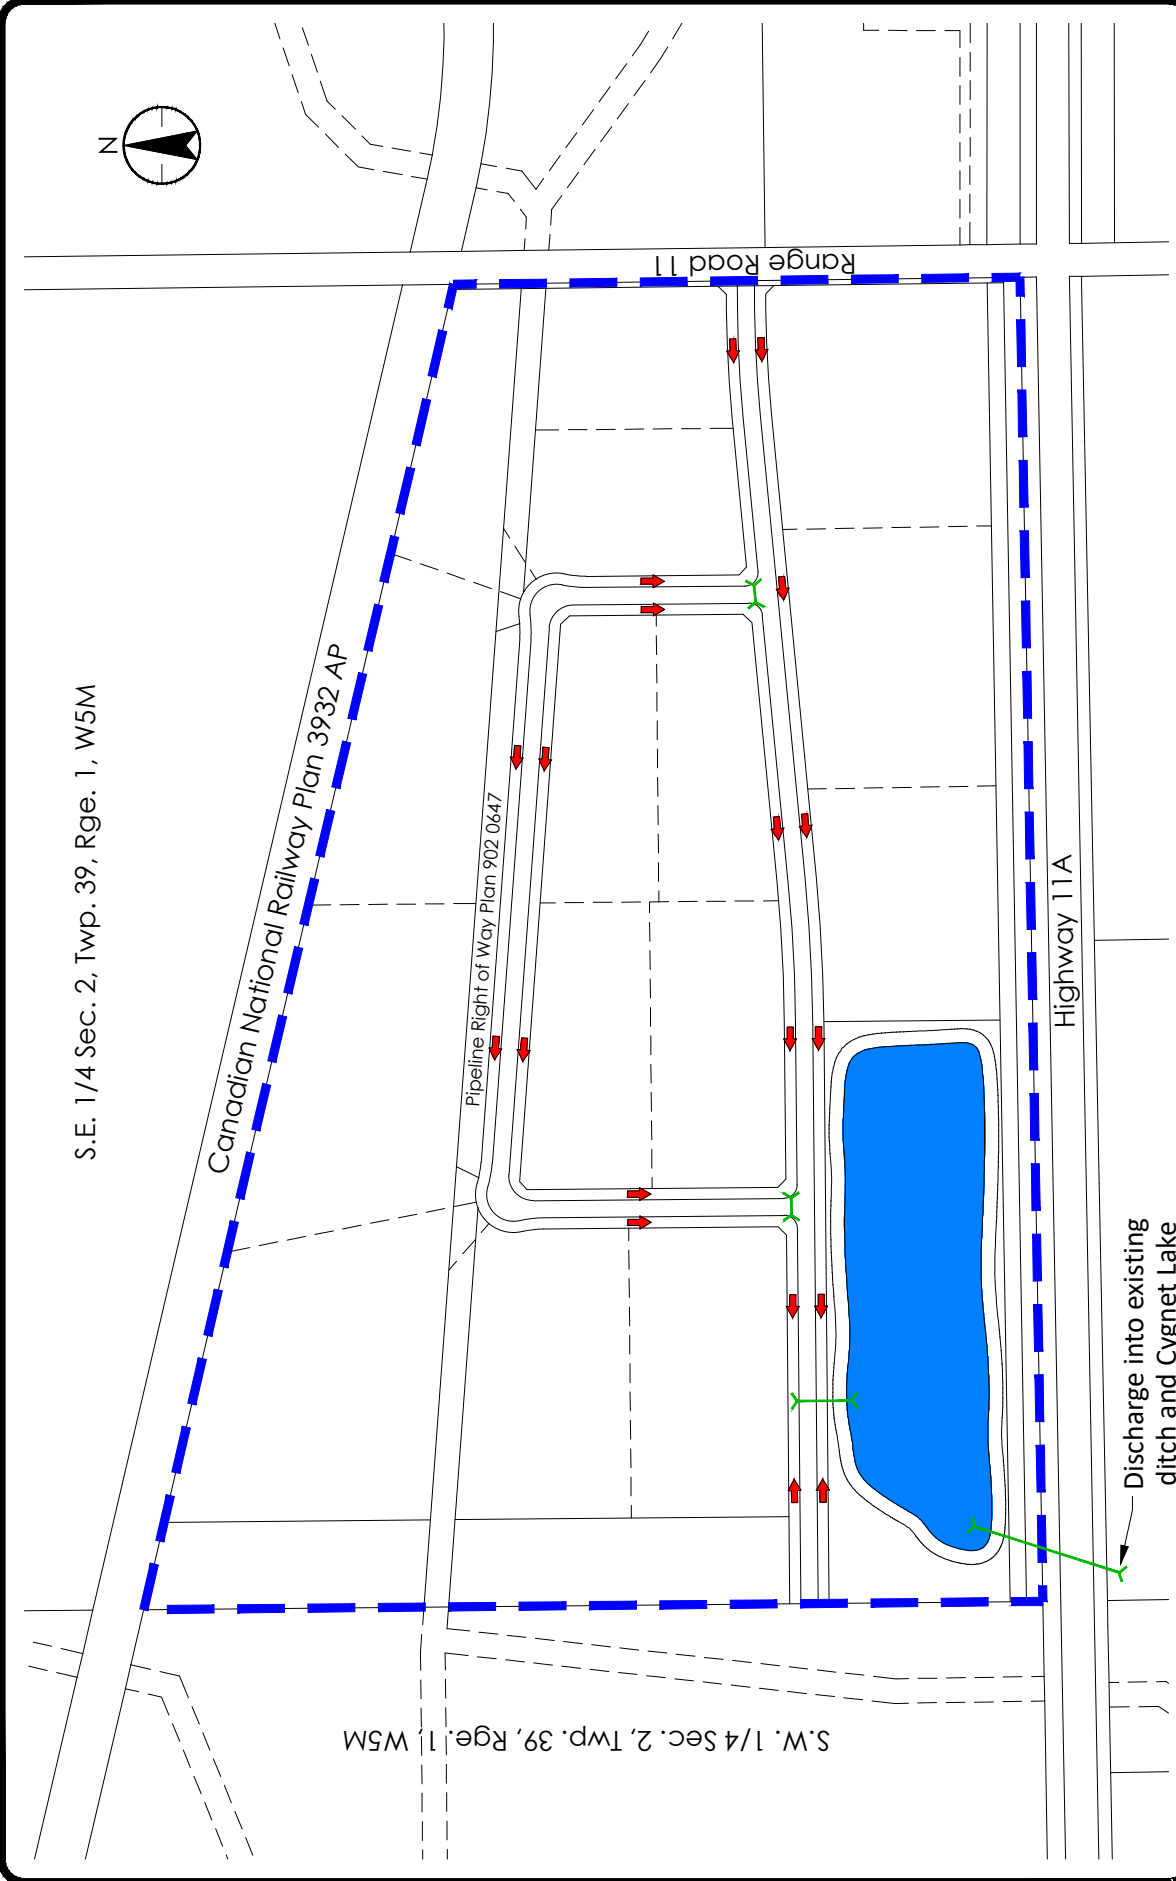 N
S.E. 1/4 Sec. 2, Twp. 39, Rge. 1, W5M
Canadian National Railway Plan 3932 AP
Range Road 11
Pipeline Right of Way Plan 902 0647
Highway 11A
S.W. 1/4 Sec. 2, Twp. 39, Rge. 1, W5M
Discharge into existing
ditch and Cygnet Lake